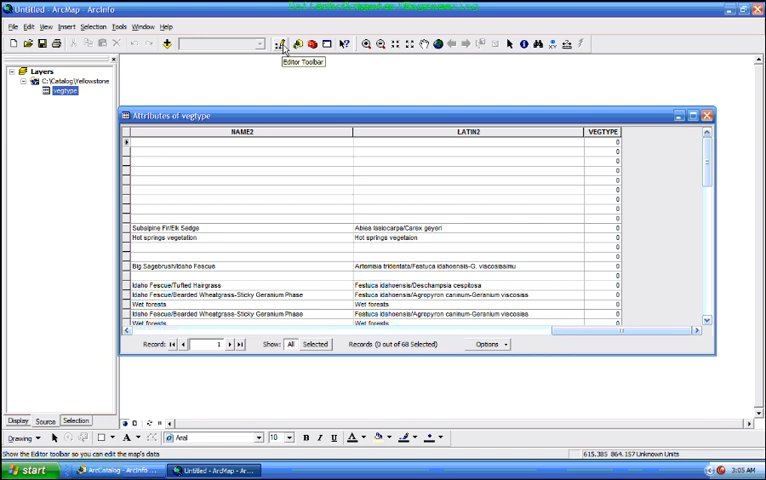 Untitled - ArcMap - ArcInfo
File Edit View Insert Selection Tools Window Help
Editor Toolbar
Layers
C:\Catalog\Yellowstone
vegtype
Attributes of vegtype
NAME2 LATIN2 VEGTYPE
0
0
0
0
0
0
0
0
0
Subalpine Fir/Elk Sedge Abies lasiocarpa/Carex geyeri 0
Hot springs vegetation Hot springs vegetaion 0
0
0
Big Sagebrush/Idaho Fescue Artemisia tridentata/Festuca idahoensis-G. viscosissimu 0
0
Idaho Fescue/Tufted Hairgrass Festuca idahoensis/Deschampsia cespitosa 0
Idaho Fescue/Bearded Wheatgrass-Sticky Geranium Phase Festuca idahoensis/Agropyron caninum-Geranium viscosiss 0
Wet forests Wet forests 0
Idaho Fescue/Bearded Wheatgrass-Sticky Geranium Phase Festuca idahoensis/Agropyron caninum-Geranium viscosiss 0
Wet forests Wet forests 0
Record: 1 Show: All Selected Records (0 out of 68 Selected) Options
Display Source Selection
Drawing A Arial 10 B I U A
Show the Editor toolbar so you can edit the map's data 615.385 864.157 Unknown Units
start ArcCatalog - ArcInfo ... Untitled - ArcMap - Ar... 3:05 AM